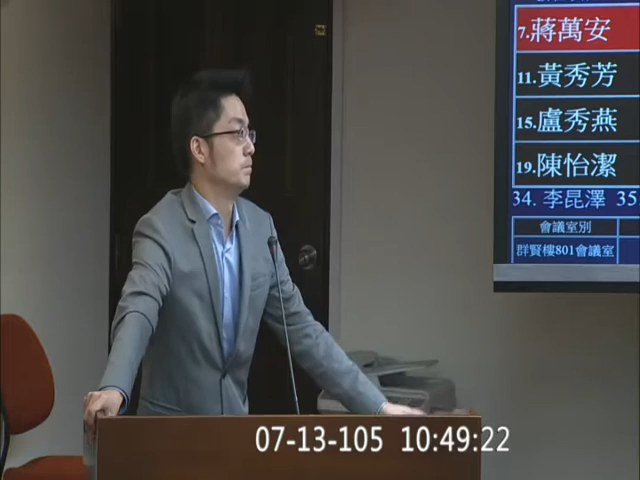 7.蔣萬安
11.黃秀芳
15.盧秀燕
19.陳怡潔
34. 李昆澤 35
會議室別
群賢樓801會議室
07-13-105 10:49:22